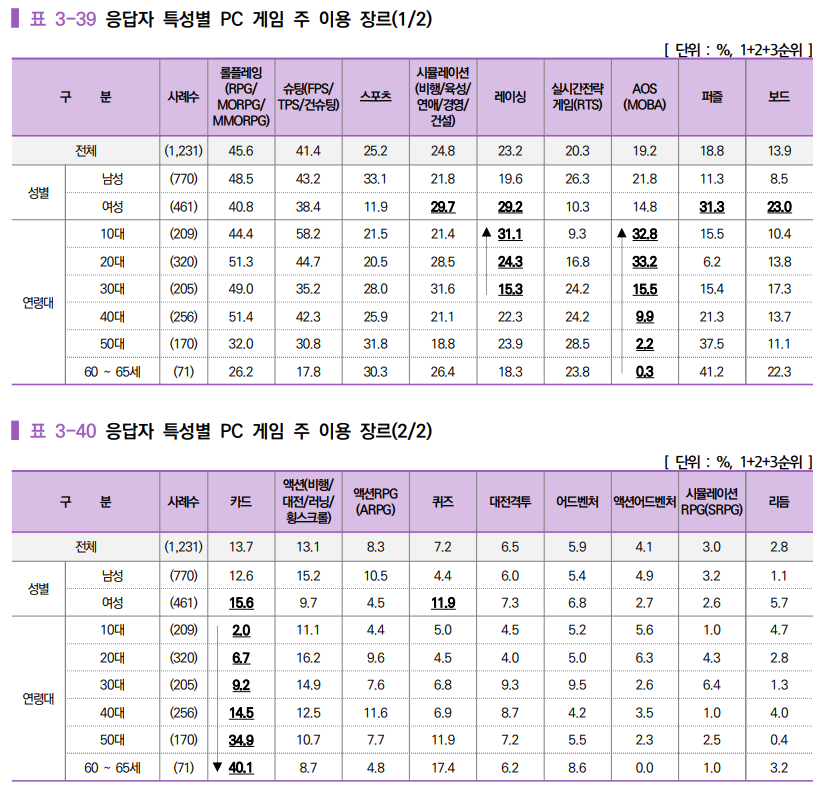 표 3-39 응답자 특성별 PC 게임 주 이용 장르(1/2)
[ 단위 : %, 1+2+3순위 ]
구 분 사례수 롤플레잉(RPG/MORPG/MMORPG) 슈팅(FPS/TPS/건슈팅) 스포츠 시뮬레이션(비행/육성/연애/경영/건설) 레이싱 실시간전략게임(RTS) AOS(MOBA) 퍼즐 보드
전체 (1,231) 45.6 41.4 25.2 24.8 23.2 20.3 19.2 18.8 13.9
성별 남성 (770) 48.5 43.2 33.1 21.8 19.6 26.3 21.8 11.3 8.5
여성 (461) 40.8 38.4 11.9 29.7 29.2 10.3 14.8 31.3 23.0
연령대 10대 (209) 44.4 58.2 21.5 21.4 ▲ 31.1 9.3 ▲ 32.8 15.5 10.4
20대 (320) 51.3 44.7 20.5 28.5 24.3 16.8 33.2 6.2 13.8
30대 (205) 49.0 35.2 28.0 31.6 15.3 24.2 15.5 15.4 17.3
40대 (256) 51.4 42.3 25.9 21.1 22.3 24.2 9.9 21.3 13.7
50대 (170) 32.0 30.8 31.8 18.8 23.9 28.5 2.2 37.5 11.1
60 ~ 65세 (71) 26.2 17.8 30.3 26.4 18.3 23.8 0.3 41.2 22.3
표 3-40 응답자 특성별 PC 게임 주 이용 장르(2/2)
[ 단위 : %, 1+2+3순위 ]
구 분 사례수 카드 액션(비행/대전/러닝/횡스크롤) 액션RPG(ARPG) 퀴즈 대전격투 어드벤처 액션어드벤처 시뮬레이션RPG(SRPG) 리듬
전체 (1,231) 13.7 13.1 8.3 7.2 6.5 5.9 4.1 3.0 2.8
성별 남성 (770) 12.6 15.2 10.5 4.4 6.0 5.4 4.9 3.2 1.1
여성 (461) 15.6 9.7 4.5 11.9 7.3 6.8 2.7 2.6 5.7
연령대 10대 (209) 2.0 11.1 4.4 5.0 4.5 5.2 5.6 1.0 4.7
20대 (320) 6.7 16.2 9.6 4.5 4.0 5.0 6.3 4.3 2.8
30대 (205) 9.2 14.9 7.6 6.8 9.3 9.5 2.6 6.4 1.3
40대 (256) 14.5 12.5 11.6 6.9 8.7 4.2 3.5 1.0 4.0
50대 (170) 34.9 10.7 7.7 11.9 7.2 5.5 2.3 2.5 0.4
60 ~ 65세 (71) ▼ 40.1 8.7 4.8 17.4 6.2 8.6 0.0 1.0 3.2